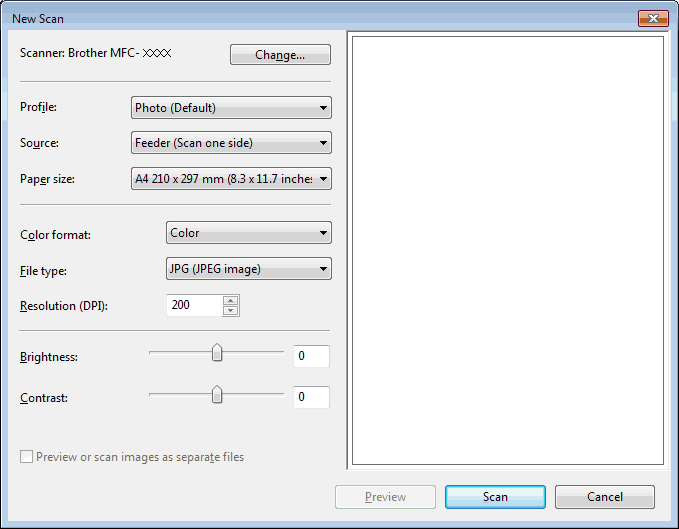 New Scan
Scanner: Brother MFC- XXXX
Change...
Profile: Photo (Default)
Source: Feeder (Scan one side)
Paper size: A4 210 x 297 mm (8.3 x 11.7 inches
Color format: Color
File type: JPG (JPEG image)
Resolution (DPI): 200
Brightness: 0
Contrast: 0
Preview or scan images as separate files
Preview Scan Cancel